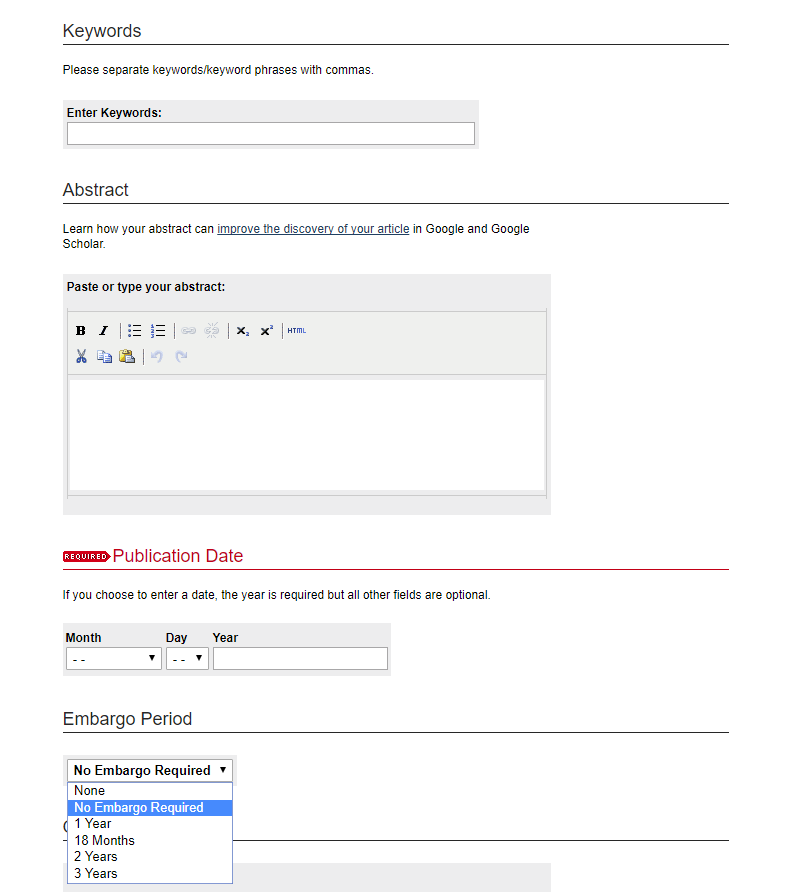 Keywords
Please separate keywords/keyword phrases with commas.
Enter Keywords:
Abstract
Learn how your abstract can improve the discovery of your article in Google and Google
Scholar.
Paste or type your abstract:
B I X₂ X² HTML
REQUIRED Publication Date
If you choose to enter a date, the year is required but all other fields are optional.
Month Day Year
- - - -
Embargo Period
No Embargo Required
None
No Embargo Required
1 Year
18 Months
2 Years
3 Years